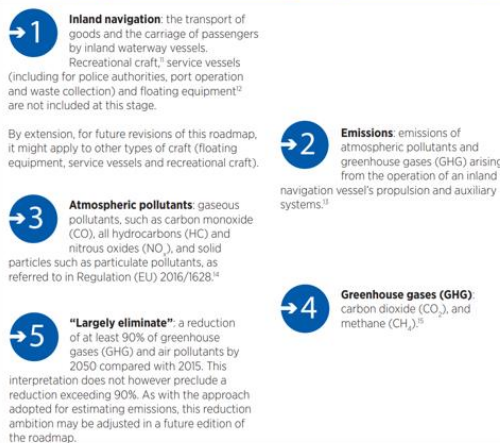 →1
Inland navigation: the transport of
goods and the carriage of passengers
by inland waterway vessels.
Recreational craft,¹¹ service vessels
(including for police authorities, port operation
and waste collection) and floating equipment¹²
are not included at this stage.
By extension, for future revisions of this roadmap,
it might apply to other types of craft (floating
equipment, service vessels and recreational craft).
→2
Emissions: emissions of
atmospheric pollutants and
greenhouse gases (GHG) arising
from the operation of an inland
navigation vessel's propulsion and auxiliary
systems.¹³
→3
Atmospheric pollutants: gaseous
pollutants, such as carbon monoxide
(CO), all hydrocarbons (HC) and
nitrous oxides (NOₓ), and solid
particles such as particulate pollutants, as
referred to in Regulation (EU) 2016/1628.¹⁴
→4
Greenhouse gases (GHG):
carbon dioxide (CO₂), and
methane (CH₄).¹⁵
→5
“Largely eliminate”: a reduction
of at least 90% of greenhouse
gases (GHG) and air pollutants by
2050 compared with 2015. This
interpretation does not however preclude a
reduction exceeding 90%. As with the approach
adopted for estimating emissions, this reduction
ambition may be adjusted in a future edition of
the roadmap.